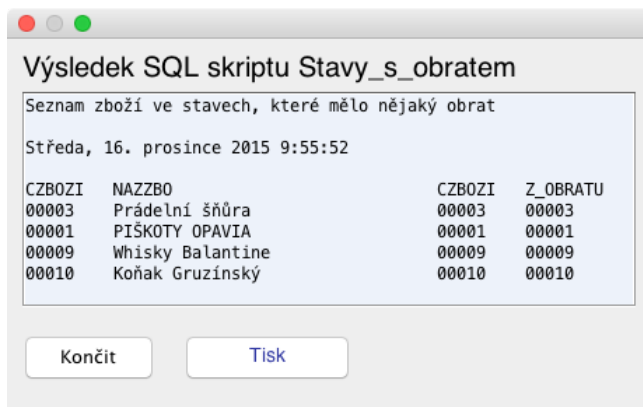 Výsledek SQL skriptu Stavy_s_obratem
Seznam zboží ve stavech, které mělo nějaký obrat
Středa, 16. prosince 2015 9:55:52
CZBOZI NAZZBO CZBOZI Z_OBRATU
00003 Prádelní šňůra 00003 00003
00001 PIŠKOTY OPAVIA 00001 00001
00009 Whisky Balantine 00009 00009
00010 Koňak Gruzínský 00010 00010
Končit Tisk